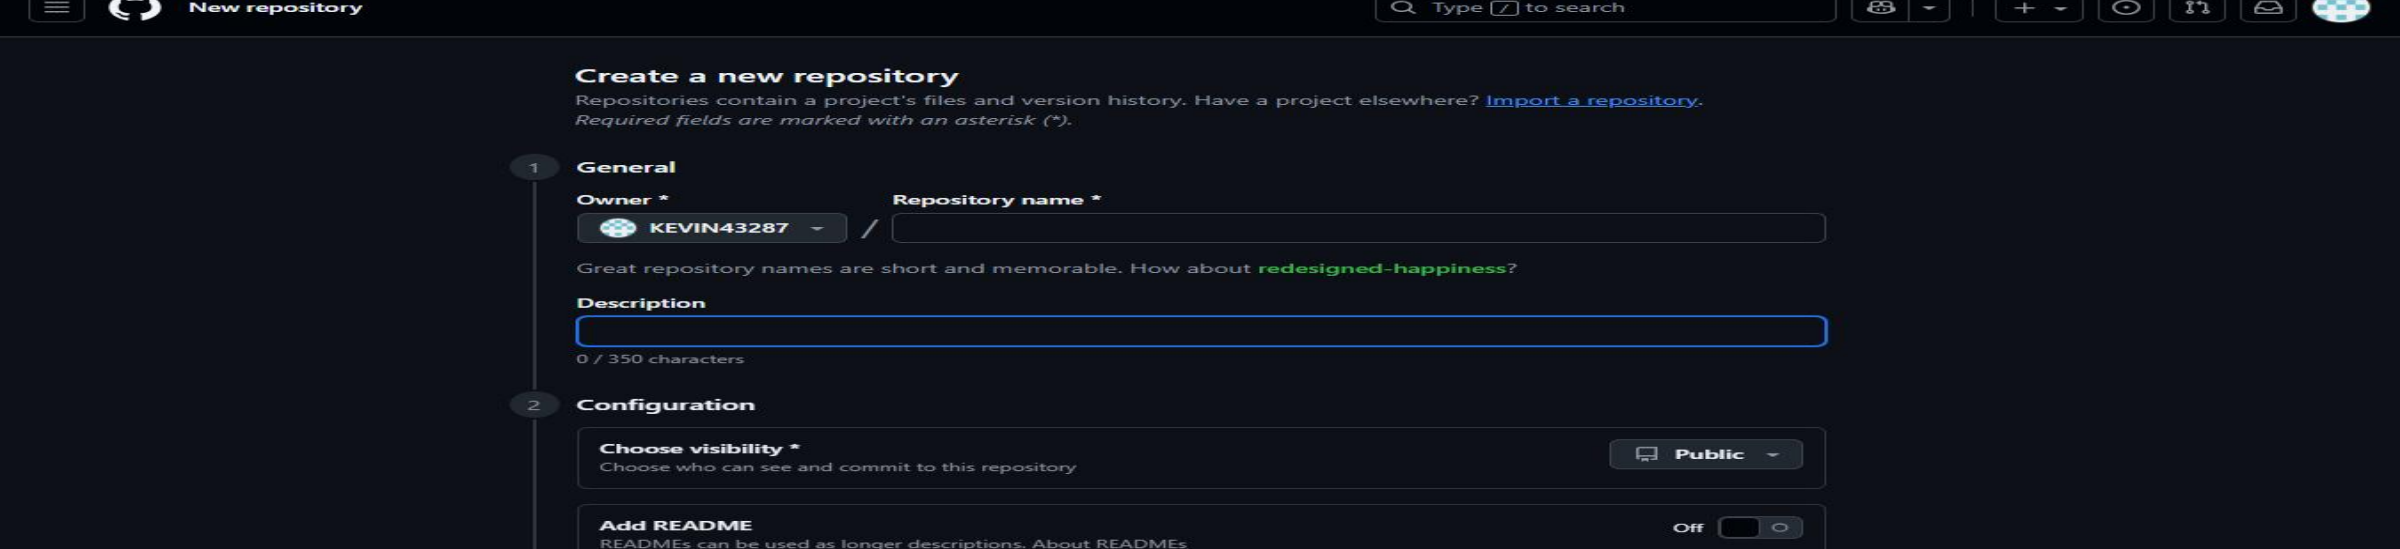 New repository
Type / to search
Create a new repository
Repositories contain a project's files and version history. Have a project elsewhere? Import a repository.
Required fields are marked with an asterisk (*).
1 General
Owner * Repository name *
KEVIN43287 /
Great repository names are short and memorable. How about redesigned-happiness?
Description
0 / 350 characters
2 Configuration
Choose visibility *
Public
Choose who can see and commit to this repository
Add README
Off
READMEs can be used as longer descriptions. About READMEs